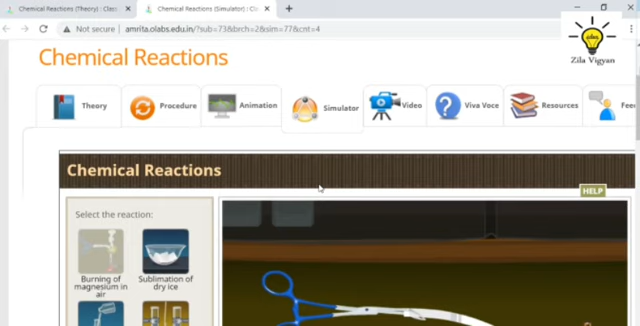 Chemical Reactions (Theory) : Class
Chemical Reactions (Simulator) : Cl
Not secure | amrita.olabs.edu.in/?sub=73&brch=2&sim=77&cnt=4
Zila Vigyan
Chemical Reactions
Theory
Procedure
Animation
Simulator
Video
Viva Voce
Resources
Fee
Chemical Reactions
HELP
Select the reaction:
Burning of
magnesium in
air
Sublimation of
dry ice